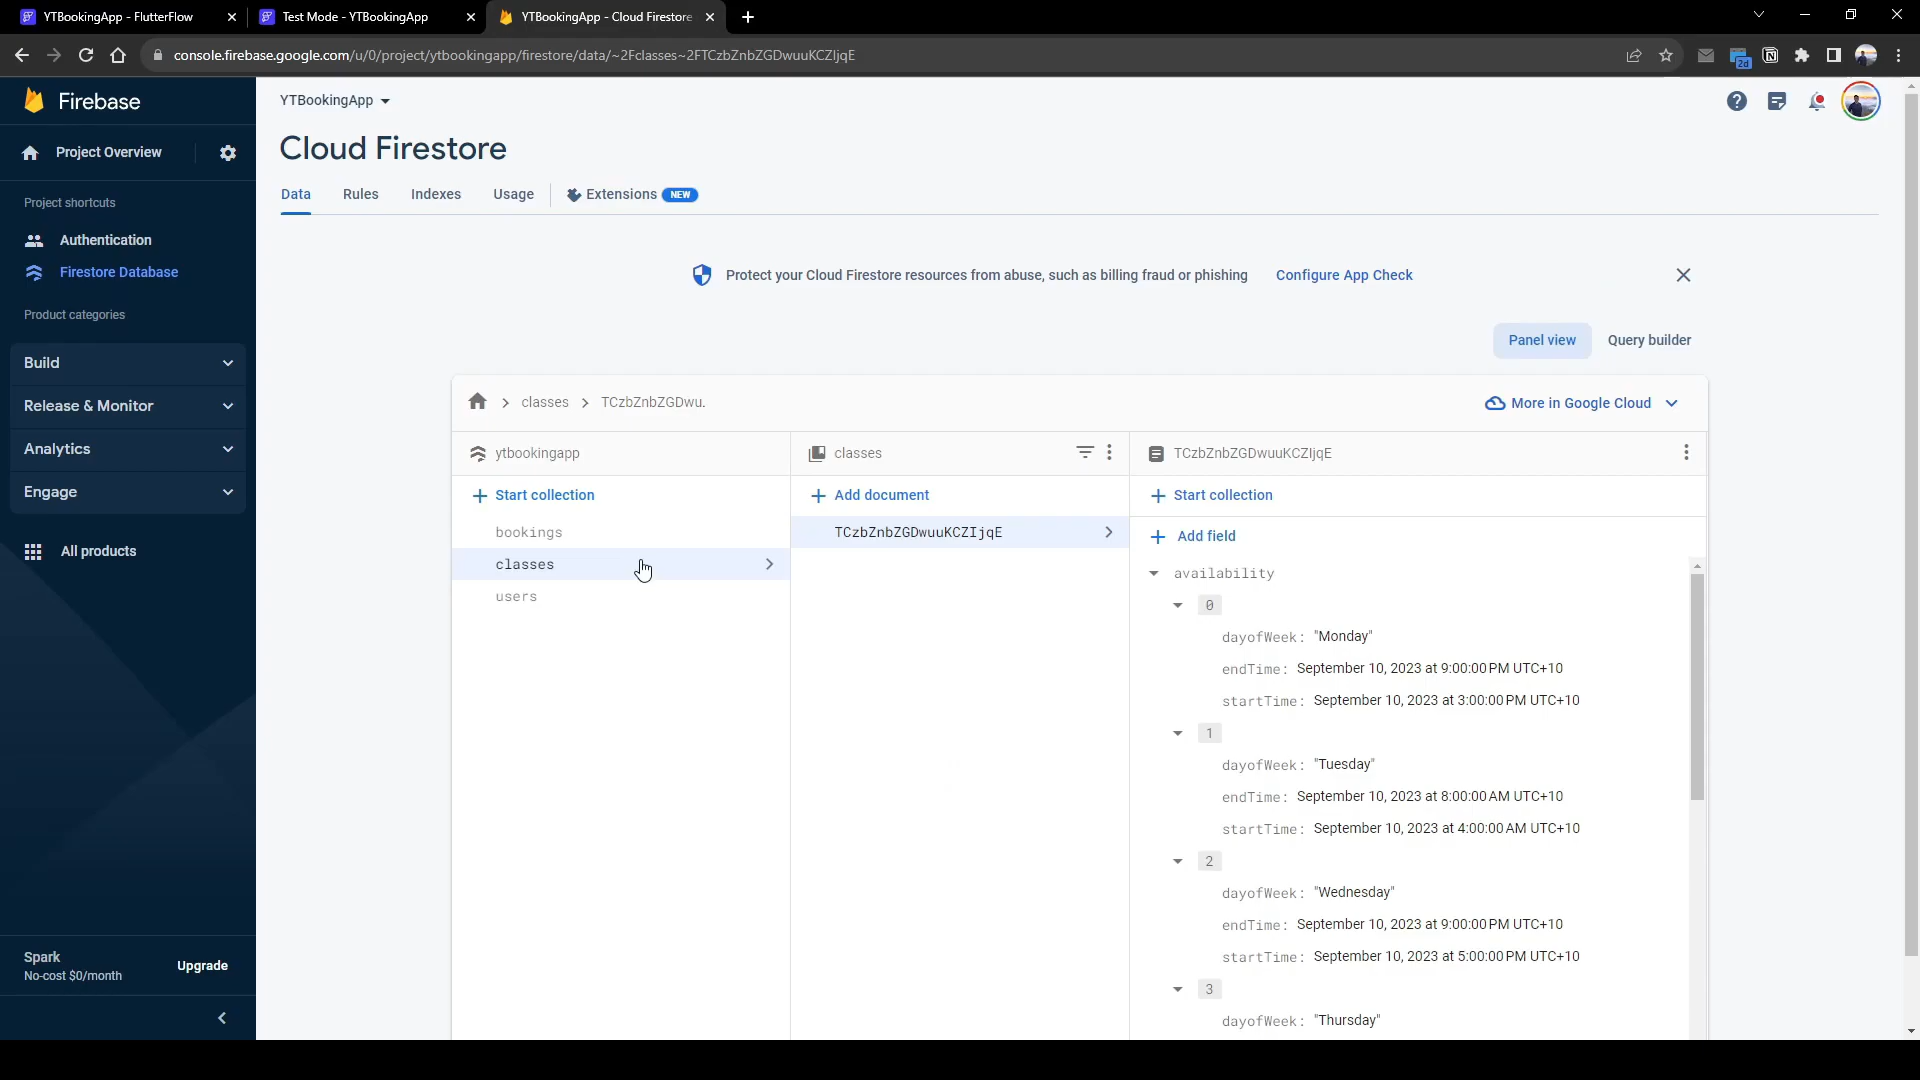 YTBookingApp - FlutterFlow
Test Mode - YTBookingApp
YTBookingApp - Cloud Firestore
console.firebase.google.com/u/0/project/ytbookingapp/firestore/data/~2Fclasses~2FTCzbZnbZGDwuuKCZIjqE
2d
Firebase
YTBookingApp
Cloud Firestore
Project Overview
Data
Rules
Indexes
Usage
Extensions
NEW
Project shortcuts
Authentication
Firestore Database
Product categories
Build
Release & Monitor
Analytics
Engage
All products
Spark
No-cost $0/month
Upgrade
Protect your Cloud Firestore resources from abuse, such as billing fraud or phishing
Configure App Check
Panel view
Query builder
classes
TCzbZnbZGDwu.
More in Google Cloud
ytbookingapp
Start collection
bookings
classes
users
classes
Add document
TCzbZnbZGDwuuKCZIjqE
TCzbZnbZGDwuuKCZIjqE
Start collection
Add field
availability
0
dayofWeek: "Monday"
endTime: September 10, 2023 at 9:00:00 PM UTC+10
startTime: September 10, 2023 at 3:00:00 PM UTC+10
1
dayofWeek: "Tuesday"
endTime: September 10, 2023 at 8:00:00 AM UTC+10
startTime: September 10, 2023 at 4:00:00 AM UTC+10
2
dayofWeek: "Wednesday"
endTime: September 10, 2023 at 9:00:00 PM UTC+10
startTime: September 10, 2023 at 5:00:00 PM UTC+10
3
dayofWeek: "Thursday"